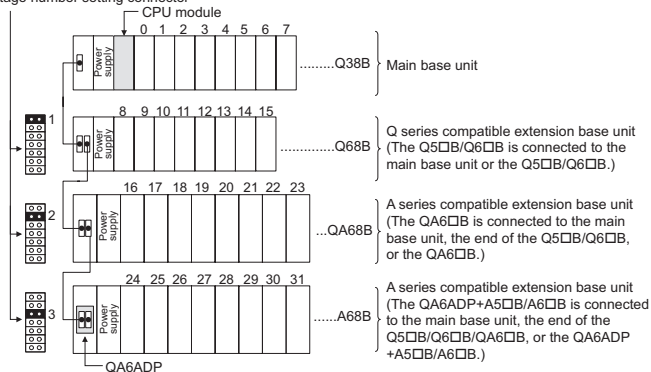 CPU module
0 1 2 3 4 5 6 7
Power supply
.........Q38B
Main base unit
8 9 10 11 12 13 14 15
1
Power supply
........Q68B
Q series compatible extension base unit
(The Q5□B/Q6□B is connected to the
main base unit or the Q5□B/Q6□B.)
16 17 18 19 20 21 22 23
2
Power supply
...QA68B
A series compatible extension base unit
(The QA6□B is connected to the main
base unit, the end of the Q5□B/Q6□B,
or the QA6□B.)
24 25 26 27 28 29 30 31
3
Power supply
......A68B
A series compatible extension base unit
(The QA6ADP+A5□B/A6□B is connected
to the main base unit, the end of the
Q5□B/Q6□B/QA6□B, or the QA6ADP
+A5□B/A6□B.)
QA6ADP